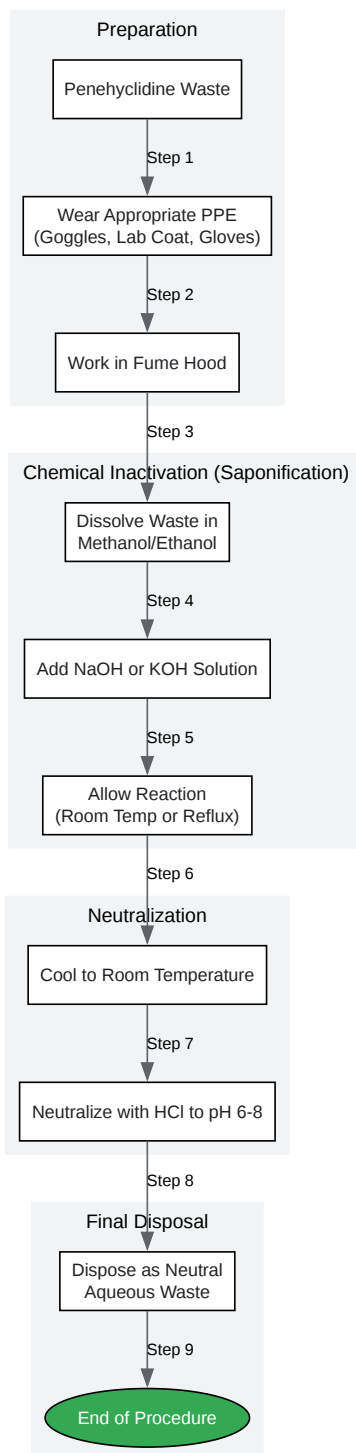 Preparation
Penehyclidine Waste
Step 1
Wear Appropriate PPE
(Goggles, Lab Coat, Gloves)
Step 2
Work in Fume Hood
Step 3
Chemical Inactivation (Saponification)
Dissolve Waste in
Methanol/Ethanol
Step 4
Add NaOH or KOH Solution
Step 5
Allow Reaction
(Room Temp or Reflux)
Step 6
Neutralization
Cool to Room Temperature
Step 7
Neutralize with HCl to pH 6-8
Step 8
Final Disposal
Dispose as Neutral
Aqueous Waste
Step 9
End of Procedure